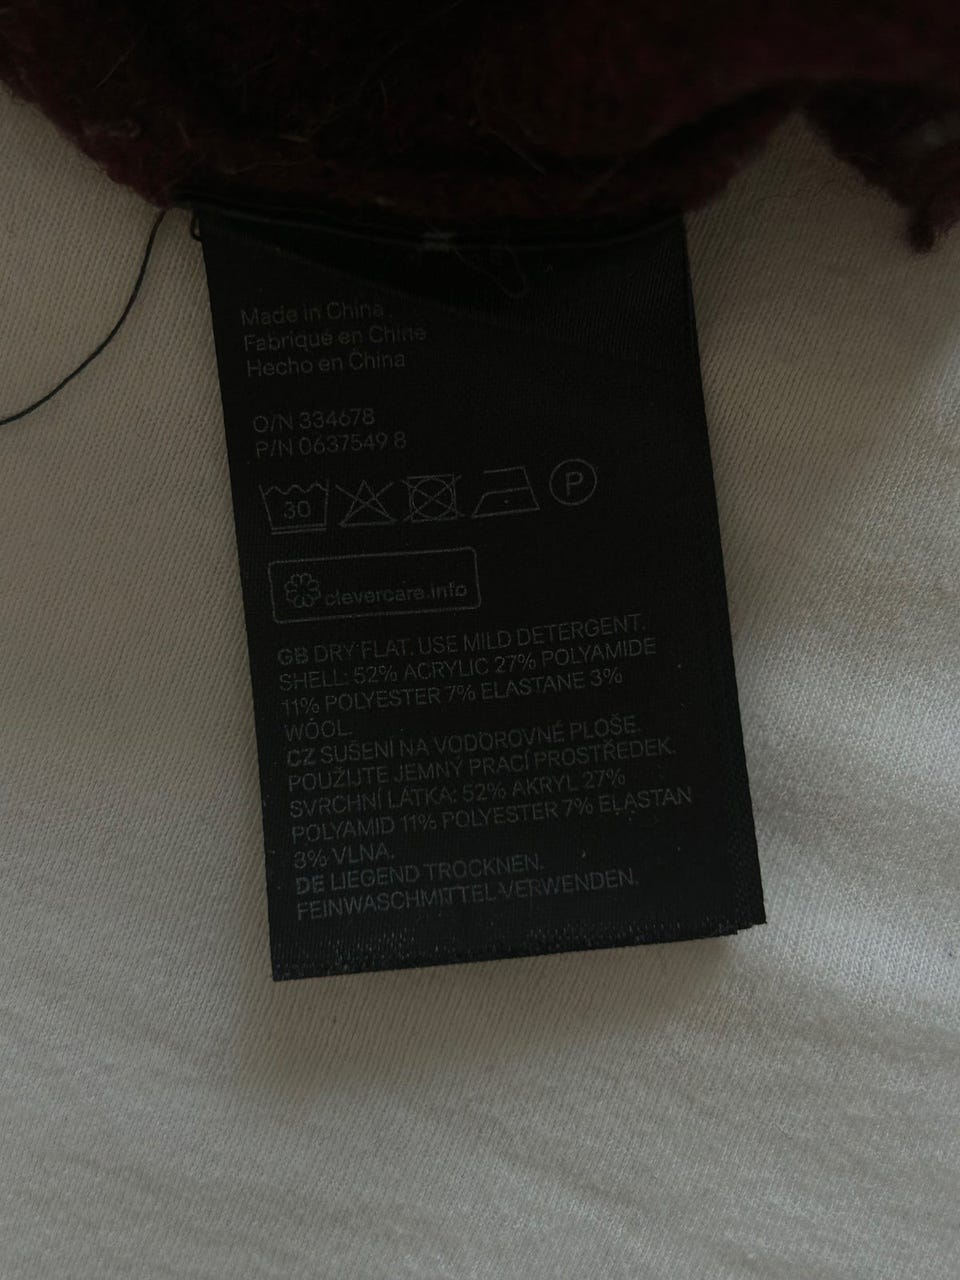 Made in China
Fabriqué en Chine
Hecho en China
O/N 334678
P/N 0637549 8
30 P
clevercare.info
GB DRY FLAT. USE MILD DETERGENT.
SHELL: 52% ACRYLIC 27% POLYAMIDE
11% POLYESTER 7% ELASTANE 3%
WOOL.
CZ SUŠENÍ NA VODOROVNÉ PLOŠE.
POUŽIJTE JEMNÝ PRACÍ PROSTŘEDEK.
SVRCHNÍ LÁTKA: 52% AKRYL 27%
POLYAMID 11% POLYESTER 7% ELASTAN
3% VLNA.
DE LIEGEND TROCKNEN.
FEINWASCHMITTEL VERWENDEN.